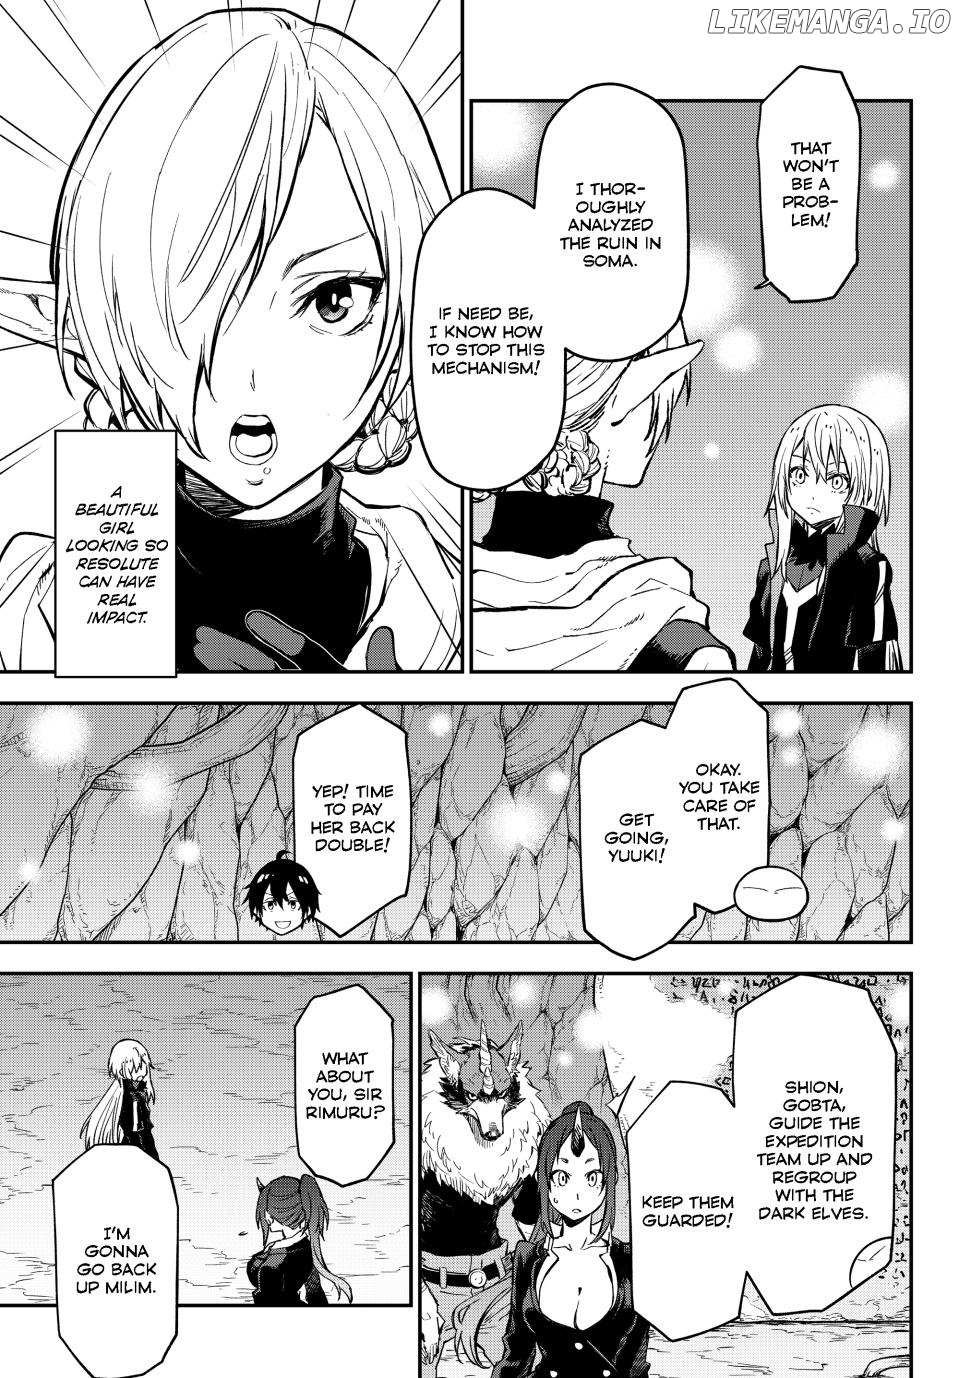 LIKEMANGA.IO
THAT
WON'T
BE A
PROB-
LEM!
I THOR-
OUGHLY
ANALYZED
THE RUIN IN
SOMA.
IF NEED BE,
I KNOW HOW
TO STOP THIS
MECHANISM!
A
BEAUTIFUL
GIRL
LOOKING SO
RESOLUTE
CAN HAVE
REAL
IMPACT.
OKAY.
YOU TAKE
CARE OF
THAT.
GET
GOING,
YUUKI!
YEP! TIME
TO PAY
HER BACK
DOUBLE!
SHION,
GOBTA,
GUIDE THE
EXPEDITION
TEAM UP AND
REGROUP
WITH THE
DARK ELVES.
KEEP THEM
GUARDED!
WHAT
ABOUT
YOU, SIR
RIMURU?
I'M
GONNA
GO BACK
UP MILIM.